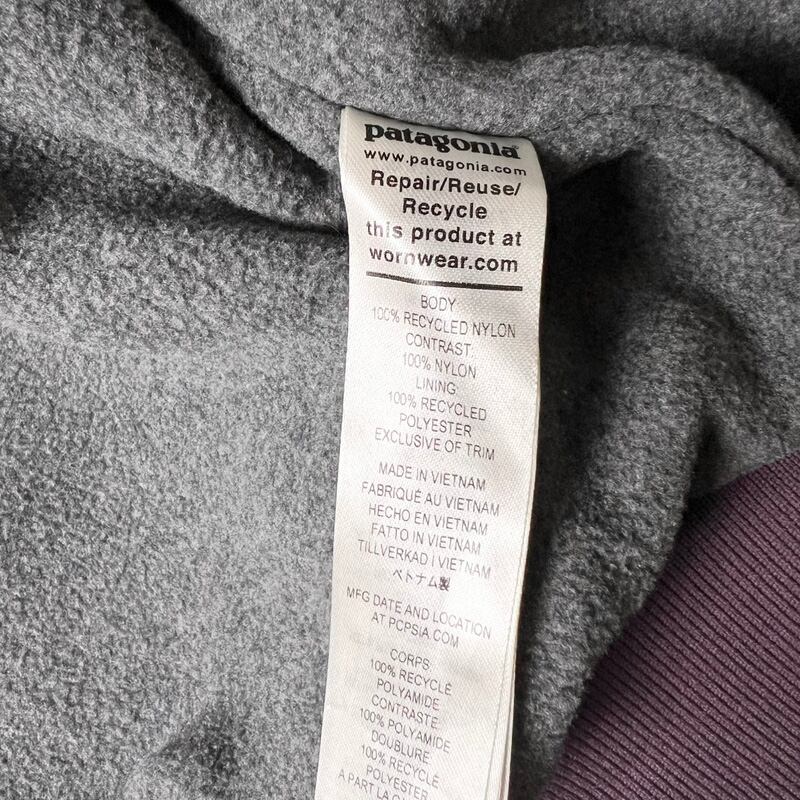 patagonia®
www.patagonia.com
Repair/Reuse/
Recycle
this product at
wornwear.com
BODY
100% RECYCLED NYLON
CONTRAST:
100% NYLON
LINING:
100% RECYCLED
POLYESTER
EXCLUSIVE OF TRIM
MADE IN VIETNAM
FABRIQUÉ AU VIETNAM
HECHO EN VIETNAM
FATTO IN VIETNAM
TILLVERKAD I VIETNAM
ベトナム製
MFG DATE AND LOCATION
AT PCPSIA.COM
CORPS:
100% RECYCLÉ
POLYAMIDE
CONTRASTE:
100% POLYAMIDE
DOUBLURE:
100% RECYCLÉ
POLYESTER
À PART LA